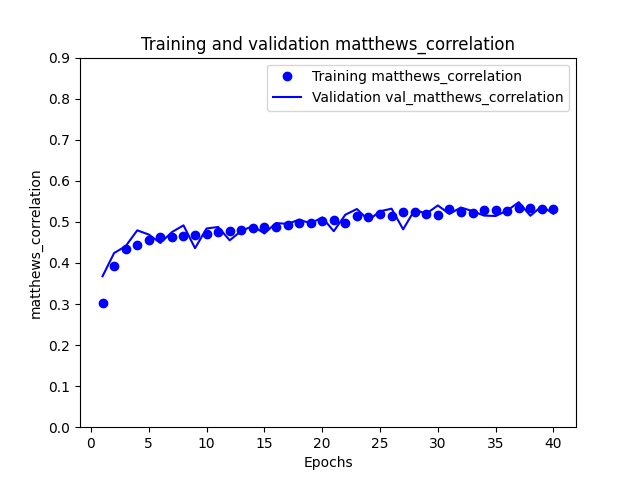 Training and validation matthews_correlation
Training matthews_correlation
Validation val_matthews_correlation
matthews_correlation
0.9
0.8
0.7
0.6
0.5
0.4
0.3
0.2
0.1
0.0
0 5 10 15 20 25 30 35 40
Epochs